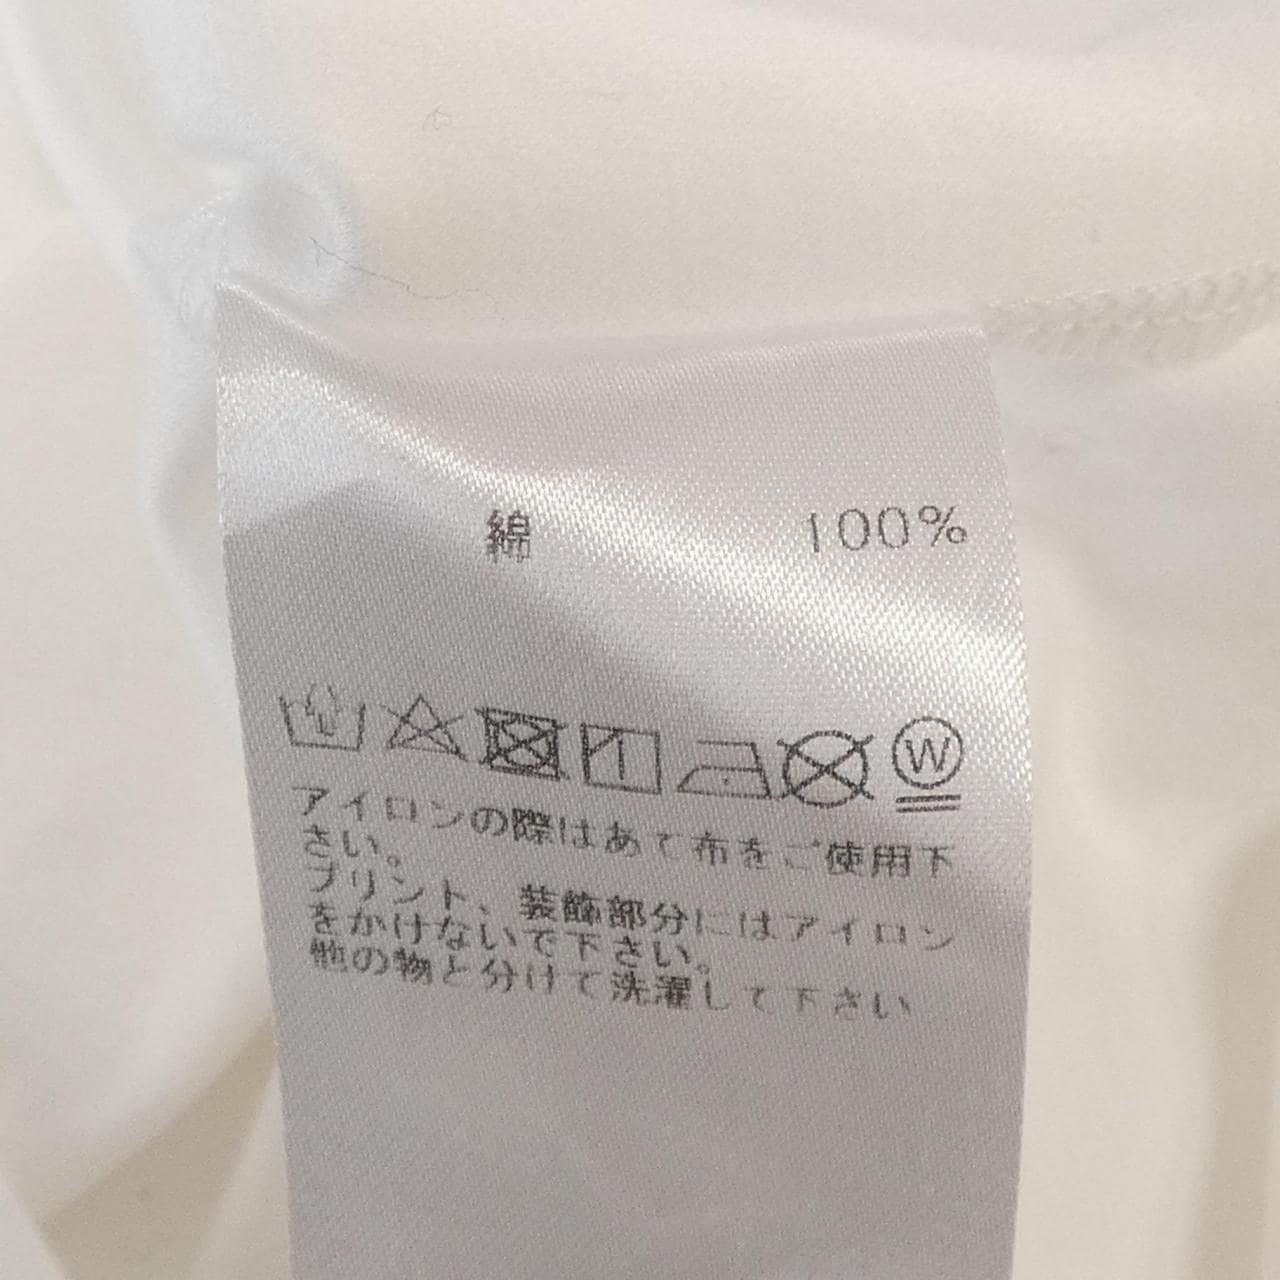 綿 100%
W
アイロンの際はあて布をご使用下
さい。
プリント、装飾部分にはアイロン
をかけないで下さい。
他の物と分けて洗濯して下さい